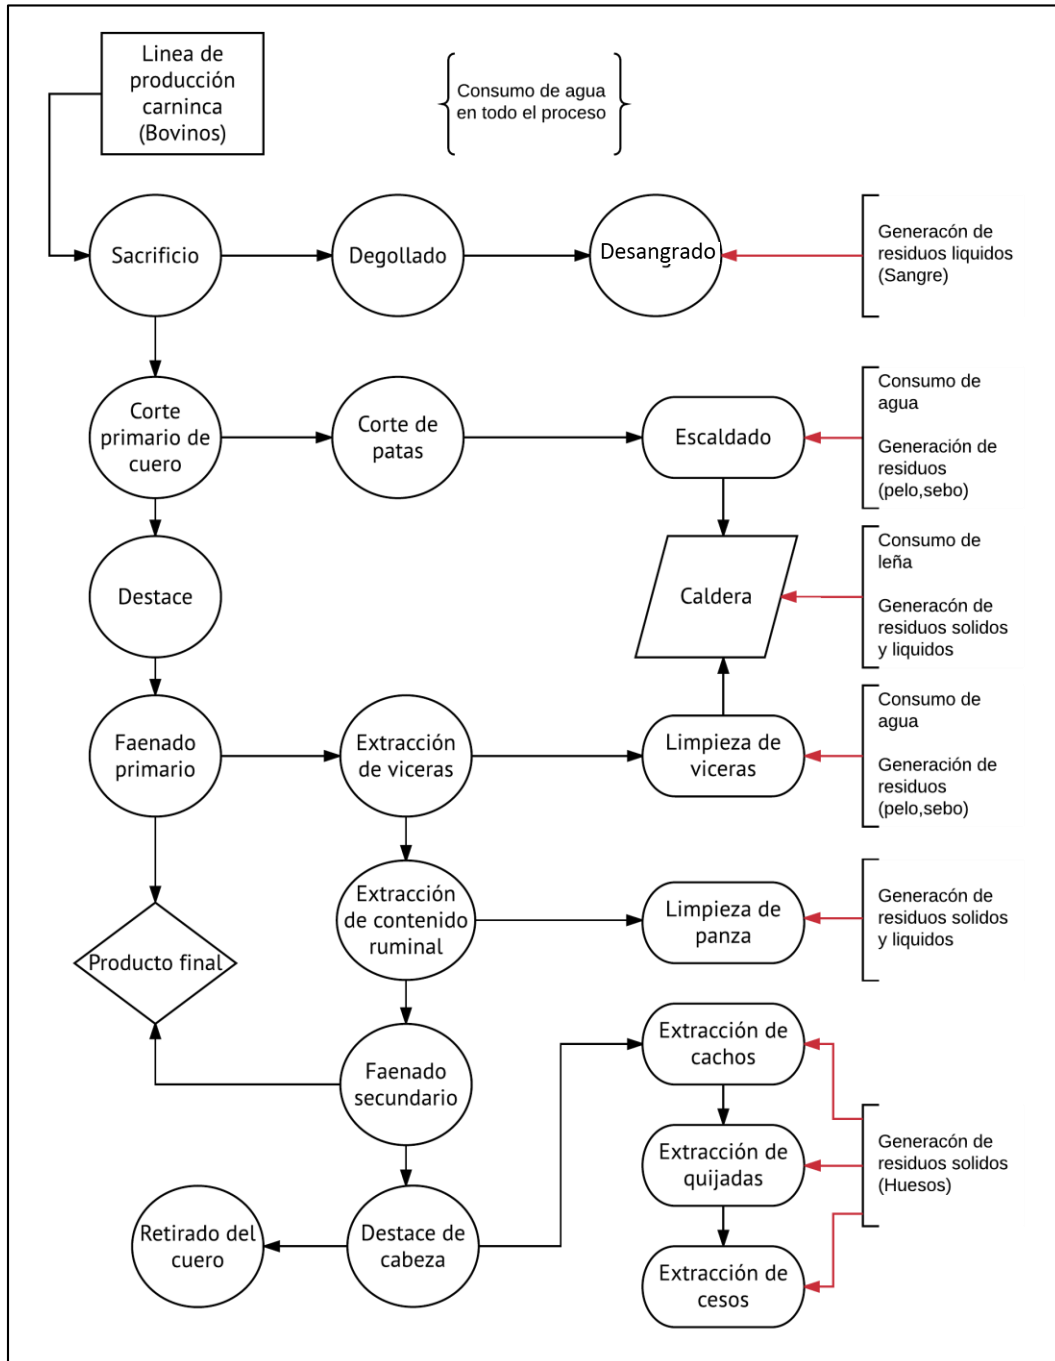 Linea de
producción
carninca
(Bovinos)
Consumo de agua
en todo el proceso
Sacrificio
Degollado
Desangrado
Generacón de
residuos liquidos
(Sangre)
Corte
primario de
cuero
Corte de
patas
Escaldado
Consumo de
agua
Generación de
residuos
(pelo,sebo)
Destace
Caldera
Consumo de
leña
Generacón de
residuos solidos
y liquidos
Faenado
primario
Extracción
de viceras
Limpieza de
viceras
Consumo de
agua
Generación de
residuos
(pelo,sebo)
Producto final
Extracción
de contenido
ruminal
Limpieza de
panza
Generacón de
residuos solidos
y liquidos
Faenado
secundario
Extracción de
cachos
Extracción de
quijadas
Generacón de
residuos solidos
(Huesos)
Retirado del
cuero
Destace de
cabeza
Extracción de
cesos